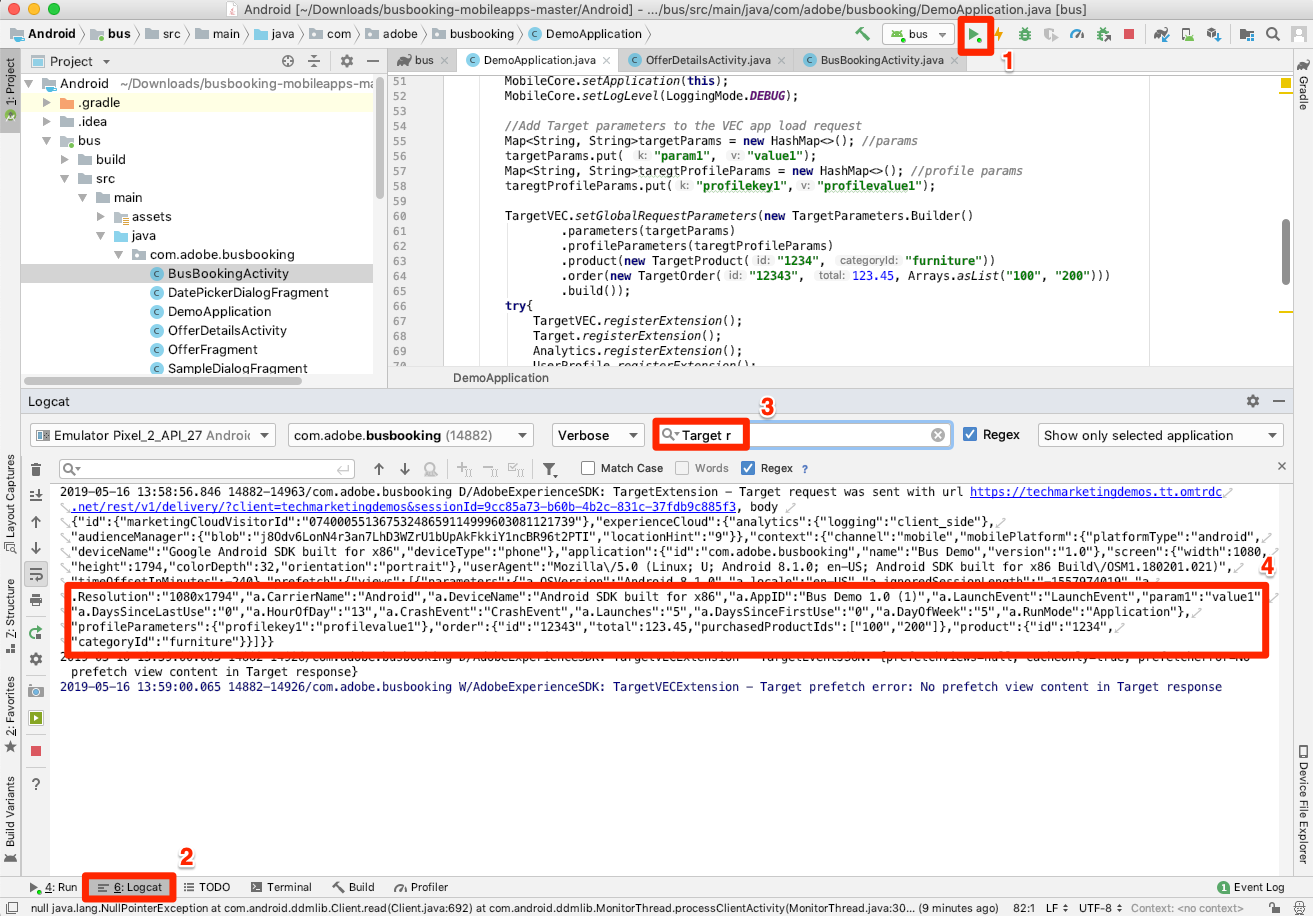 Android [~/Downloads/busbooking-mobileapps-master/Android] - .../bus/src/main/java/com/adobe/busbooking/DemoApplication.java [bus]
Android bus src main java com adobe busbooking DemoApplication
bus
1
1: Project
Project
bus DemoApplication.java OfferDetailsActivity.java BusBookingActivity.java
Gradle
Android ~/Downloads/busbooking-mobileapps-ma
.gradle
.idea
bus
build
src
main
assets
java
com.adobe.busbooking
BusBookingActivity
DatePickerDialogFragment
DemoApplication
OfferDetailsActivity
OfferFragment
SampleDialogFragment
51 MobileCore.setApplication(this);
52 MobileCore.setLogLevel(LoggingMode.DEBUG);
53
54 //Add Target parameters to the VEC app load request
55 Map<String, String>targetParams = new HashMap<>(); //params
56 targetParams.put( k: "param1", v: "value1");
57 Map<String, String>taregtProfileParams = new HashMap<>(); //profile params
58 taregtProfileParams.put( k: "profilekey1", v: "profilevalue1");
59
60 TargetVEC.setGlobalRequestParameters(new TargetParameters.Builder()
61 .parameters(targetParams)
62 .profileParameters(taregtProfileParams)
63 .product(new TargetProduct( id: "1234", categoryId: "furniture"))
64 .order(new TargetOrder( id: "12343", total: 123.45, Arrays.asList("100", "200")))
65 .build());
66 try{
67 TargetVEC.registerExtension();
68 Target.registerExtension();
69 Analytics.registerExtension();
70 UserProfile.registerExtension();
DemoApplication
Logcat
3
Emulator Pixel_2_API_27 Android com.adobe.busbooking (14882) Verbose Target r Regex Show only selected application
Match Case Words Regex ?
2019-05-16 13:58:56.846 14882-14963/com.adobe.busbooking D/AdobeExperienceSDK: TargetExtension - Target request was sent with url https://techmarketingdemos.tt.omtrdc
.net/rest/v1/delivery/?client=techmarketingdemos&sessionId=9cc85a73-b60b-4b2c-831c-37fdb9c885f3, body
{"id":{"marketingCloudVisitorId":"07400055136753248659114999603081121739"},"experienceCloud":{"analytics":{"logging":"client_side"},
"audienceManager":{"blob":"j8Odv6LonN4r3an7LhD3WZrU1bUpAkFkkiY1ncBR96t2PTI","locationHint":"9"}},"context":{"channel":"mobile","mobilePlatform":{"platformType":"android",
"deviceName":"Google Android SDK built for x86","deviceType":"phone"},"application":{"id":"com.adobe.busbooking","name":"Bus Demo","version":"1.0"},"screen":{"width":1080,
"height":1794,"colorDepth":32,"orientation":"portrait"},"userAgent":"Mozilla\/5.0 (Linux; U; Android 8.1.0; en-US; Android SDK built for x86 Build\/OSM1.180201.021)",
"timeOffsetInMinutes":-240},"prefetch":{"views":[{"parameters":{"a.OSVersion":"Android 8.1.0","a.locale":"en-US","a.ignoredSessionLength":"-1557974019","a
4
.Resolution":"1080x1794","a.CarrierName":"Android","a.DeviceName":"Android SDK built for x86","a.AppID":"Bus Demo 1.0 (1)","a.LaunchEvent":"LaunchEvent","param1":"value1"
"a.DaysSinceLastUse":"0","a.HourOfDay":"13","a.CrashEvent":"CrashEvent","a.Launches":"5","a.DaysSinceFirstUse":"0","a.DayOfWeek":"5","a.RunMode":"Application"},
"profileParameters":{"profilekey1":"profilevalue1"},"order":{"id":"12343","total":123.45,"purchasedProductIds":["100","200"]},"product":{"id":"1234",
"categoryId":"furniture"}}]}}
prefetch view content in Target response}
2019-05-16 13:59:00.065 14882-14926/com.adobe.busbooking W/AdobeExperienceSDK: TargetVECExtension - Target prefetch error: No prefetch view content in Target response
Layout Captures
7: Structure
2: Favorites
Build Variants
?
Device File Explorer
2
4: Run 6: Logcat TODO Terminal Build Profiler 1 Event Log
null java.lang.NullPointerException at com.android.ddmlib.Client.read(Client.java:692) at com.android.ddmlib.MonitorThread.processClientActivity(MonitorThread.java:30... (9 minutes ago) 82:1 LF UTF-8 Context: <no context>